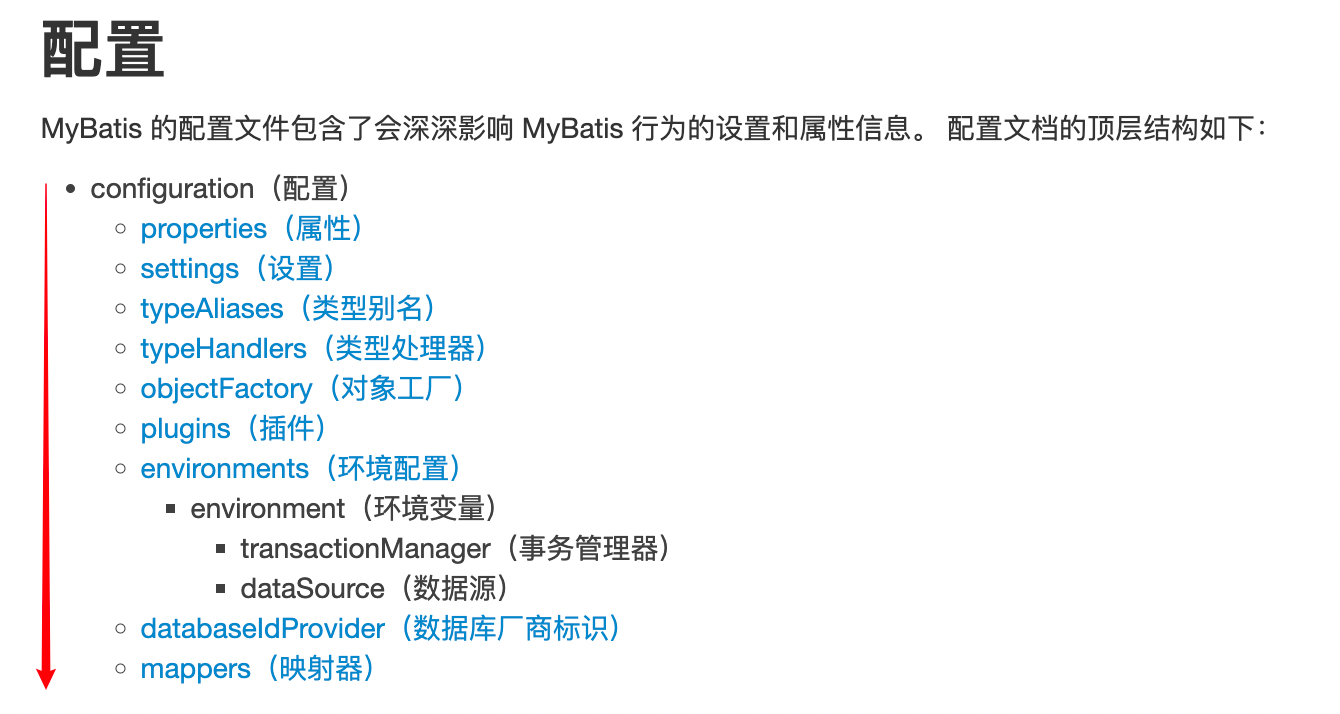 配置
MyBatis 的配置文件包含了会深深影响 MyBatis 行为的设置和属性信息。 配置文档的顶层结构如下：
configuration（配置）
properties（属性）
settings（设置）
typeAliases（类型别名）
typeHandlers（类型处理器）
objectFactory（对象工厂）
plugins（插件）
environments（环境配置）
environment（环境变量）
transactionManager（事务管理器）
dataSource（数据源）
databaseIdProvider（数据库厂商标识）
mappers（映射器）